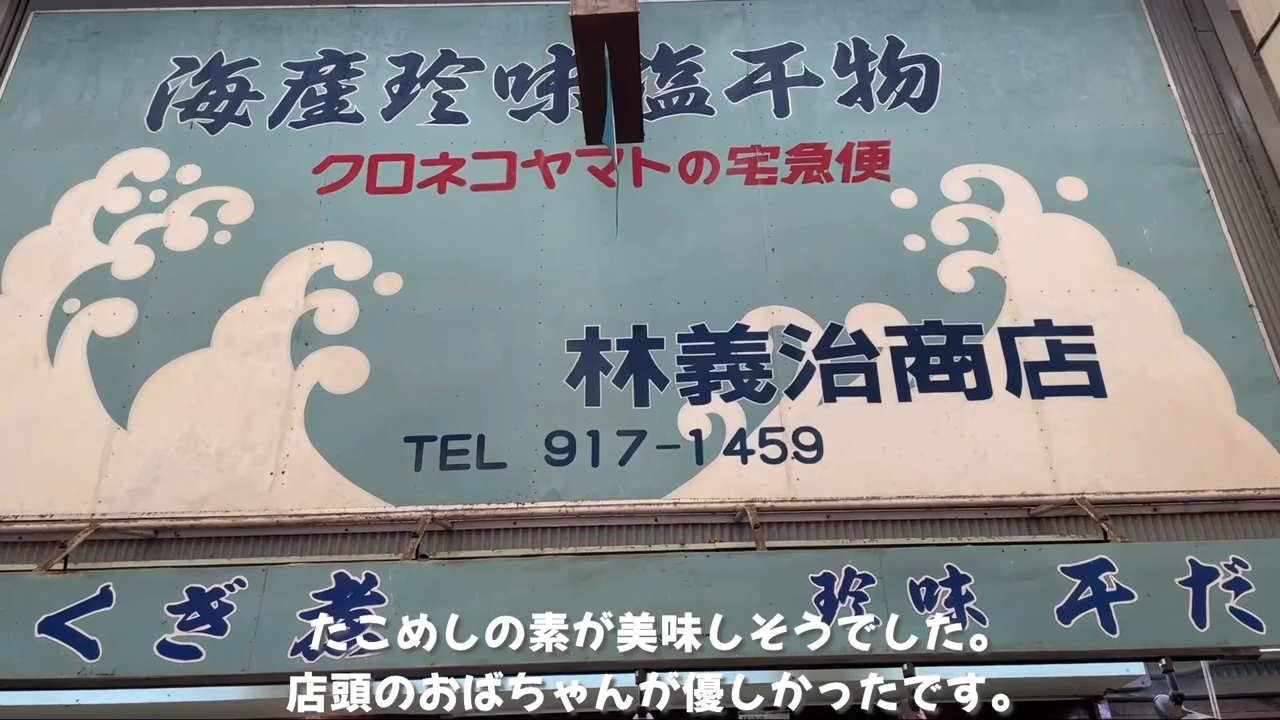 海産珍味塩干物
クロネコヤマトの宅急便
林義治商店
TEL 917-1459
くぎ煮 珍味 干だ
たこめしの素が美味しそうでした。
店頭のおばちゃんが優しかったです。